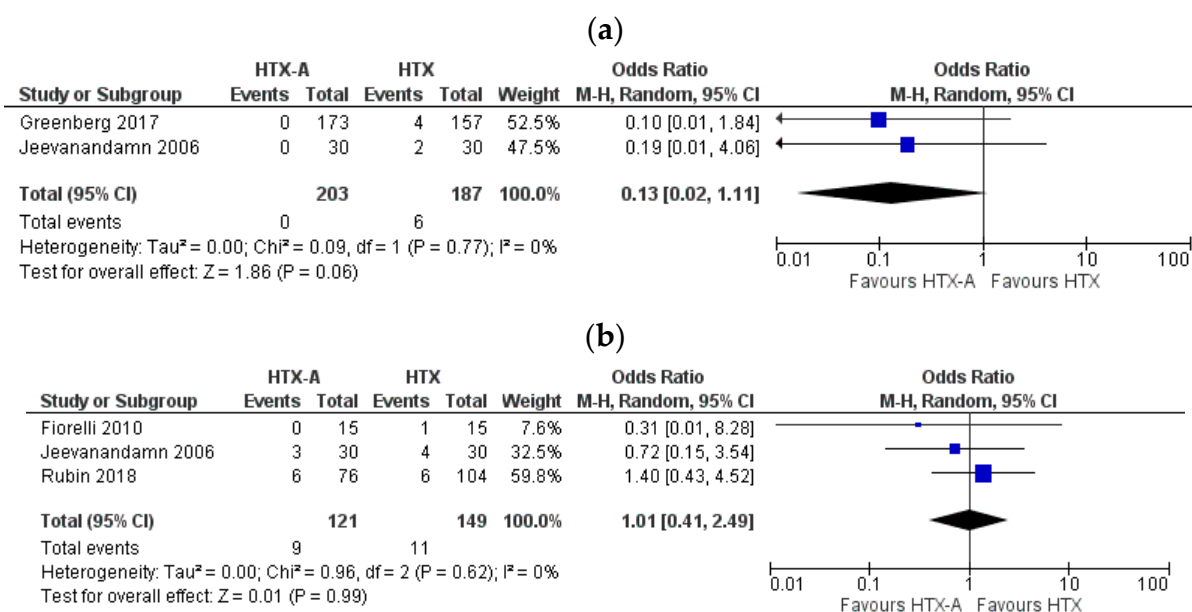 (a)
HTX-A HTX Odds Ratio Odds Ratio
Study or Subgroup Events Total Events Total Weight M-H, Random, 95% CI M-H, Random, 95% CI
Greenberg 2017 0 173 4 157 52.5% 0.10 [0.01, 1.84]
Jeevanandamn 2006 0 30 2 30 47.5% 0.19 [0.01, 4.06]
Total (95% CI) 203 187 100.0% 0.13 [0.02, 1.11]
Total events 0 6
Heterogeneity: Tau² = 0.00; Chi² = 0.09, df = 1 (P = 0.77); I² = 0%
Test for overall effect: Z = 1.86 (P = 0.06)
0.01 0.1 1 10 100
Favours HTX-A Favours HTX
(b)
HTX-A HTX Odds Ratio Odds Ratio
Study or Subgroup Events Total Events Total Weight M-H, Random, 95% CI M-H, Random, 95% CI
Fiorelli 2010 0 15 1 15 7.6% 0.31 [0.01, 8.28]
Jeevanandamn 2006 3 30 4 30 32.5% 0.72 [0.15, 3.54]
Rubin 2018 6 76 6 104 59.8% 1.40 [0.43, 4.52]
Total (95% CI) 121 149 100.0% 1.01 [0.41, 2.49]
Total events 9 11
Heterogeneity: Tau² = 0.00; Chi² = 0.96, df = 2 (P = 0.62); I² = 0%
Test for overall effect: Z = 0.01 (P = 0.99)
0.01 0.1 1 10 100
Favours HTX-A Favours HTX